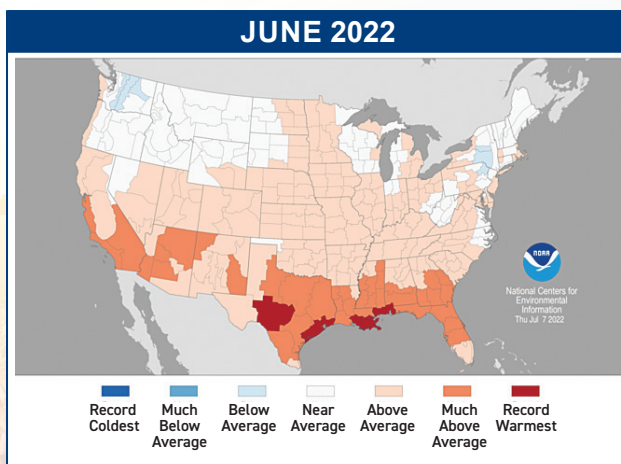 JUNE 2022
NOAA
National Centers for
Environmental
Information
Thu Jul 7 2022
Record
Coldest
Much
Below
Average
Below
Average
Near
Average
Above
Average
Much
Above
Average
Record
Warmest